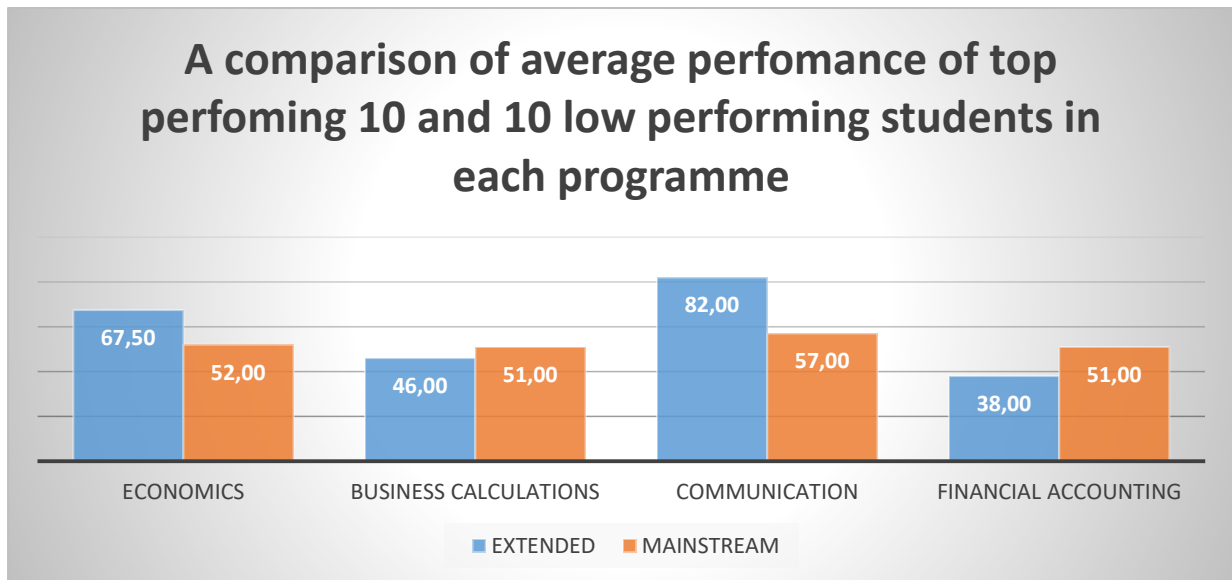 A comparison of average perfomance of top
perfoming 10 and 10 low performing students in
each programme
67,50
52,00
46,00
51,00
82,00
57,00
38,00
51,00
ECONOMICS
BUSINESS CALCULATIONS
COMMUNICATION
FINANCIAL ACCOUNTING
EXTENDED
MAINSTREAM